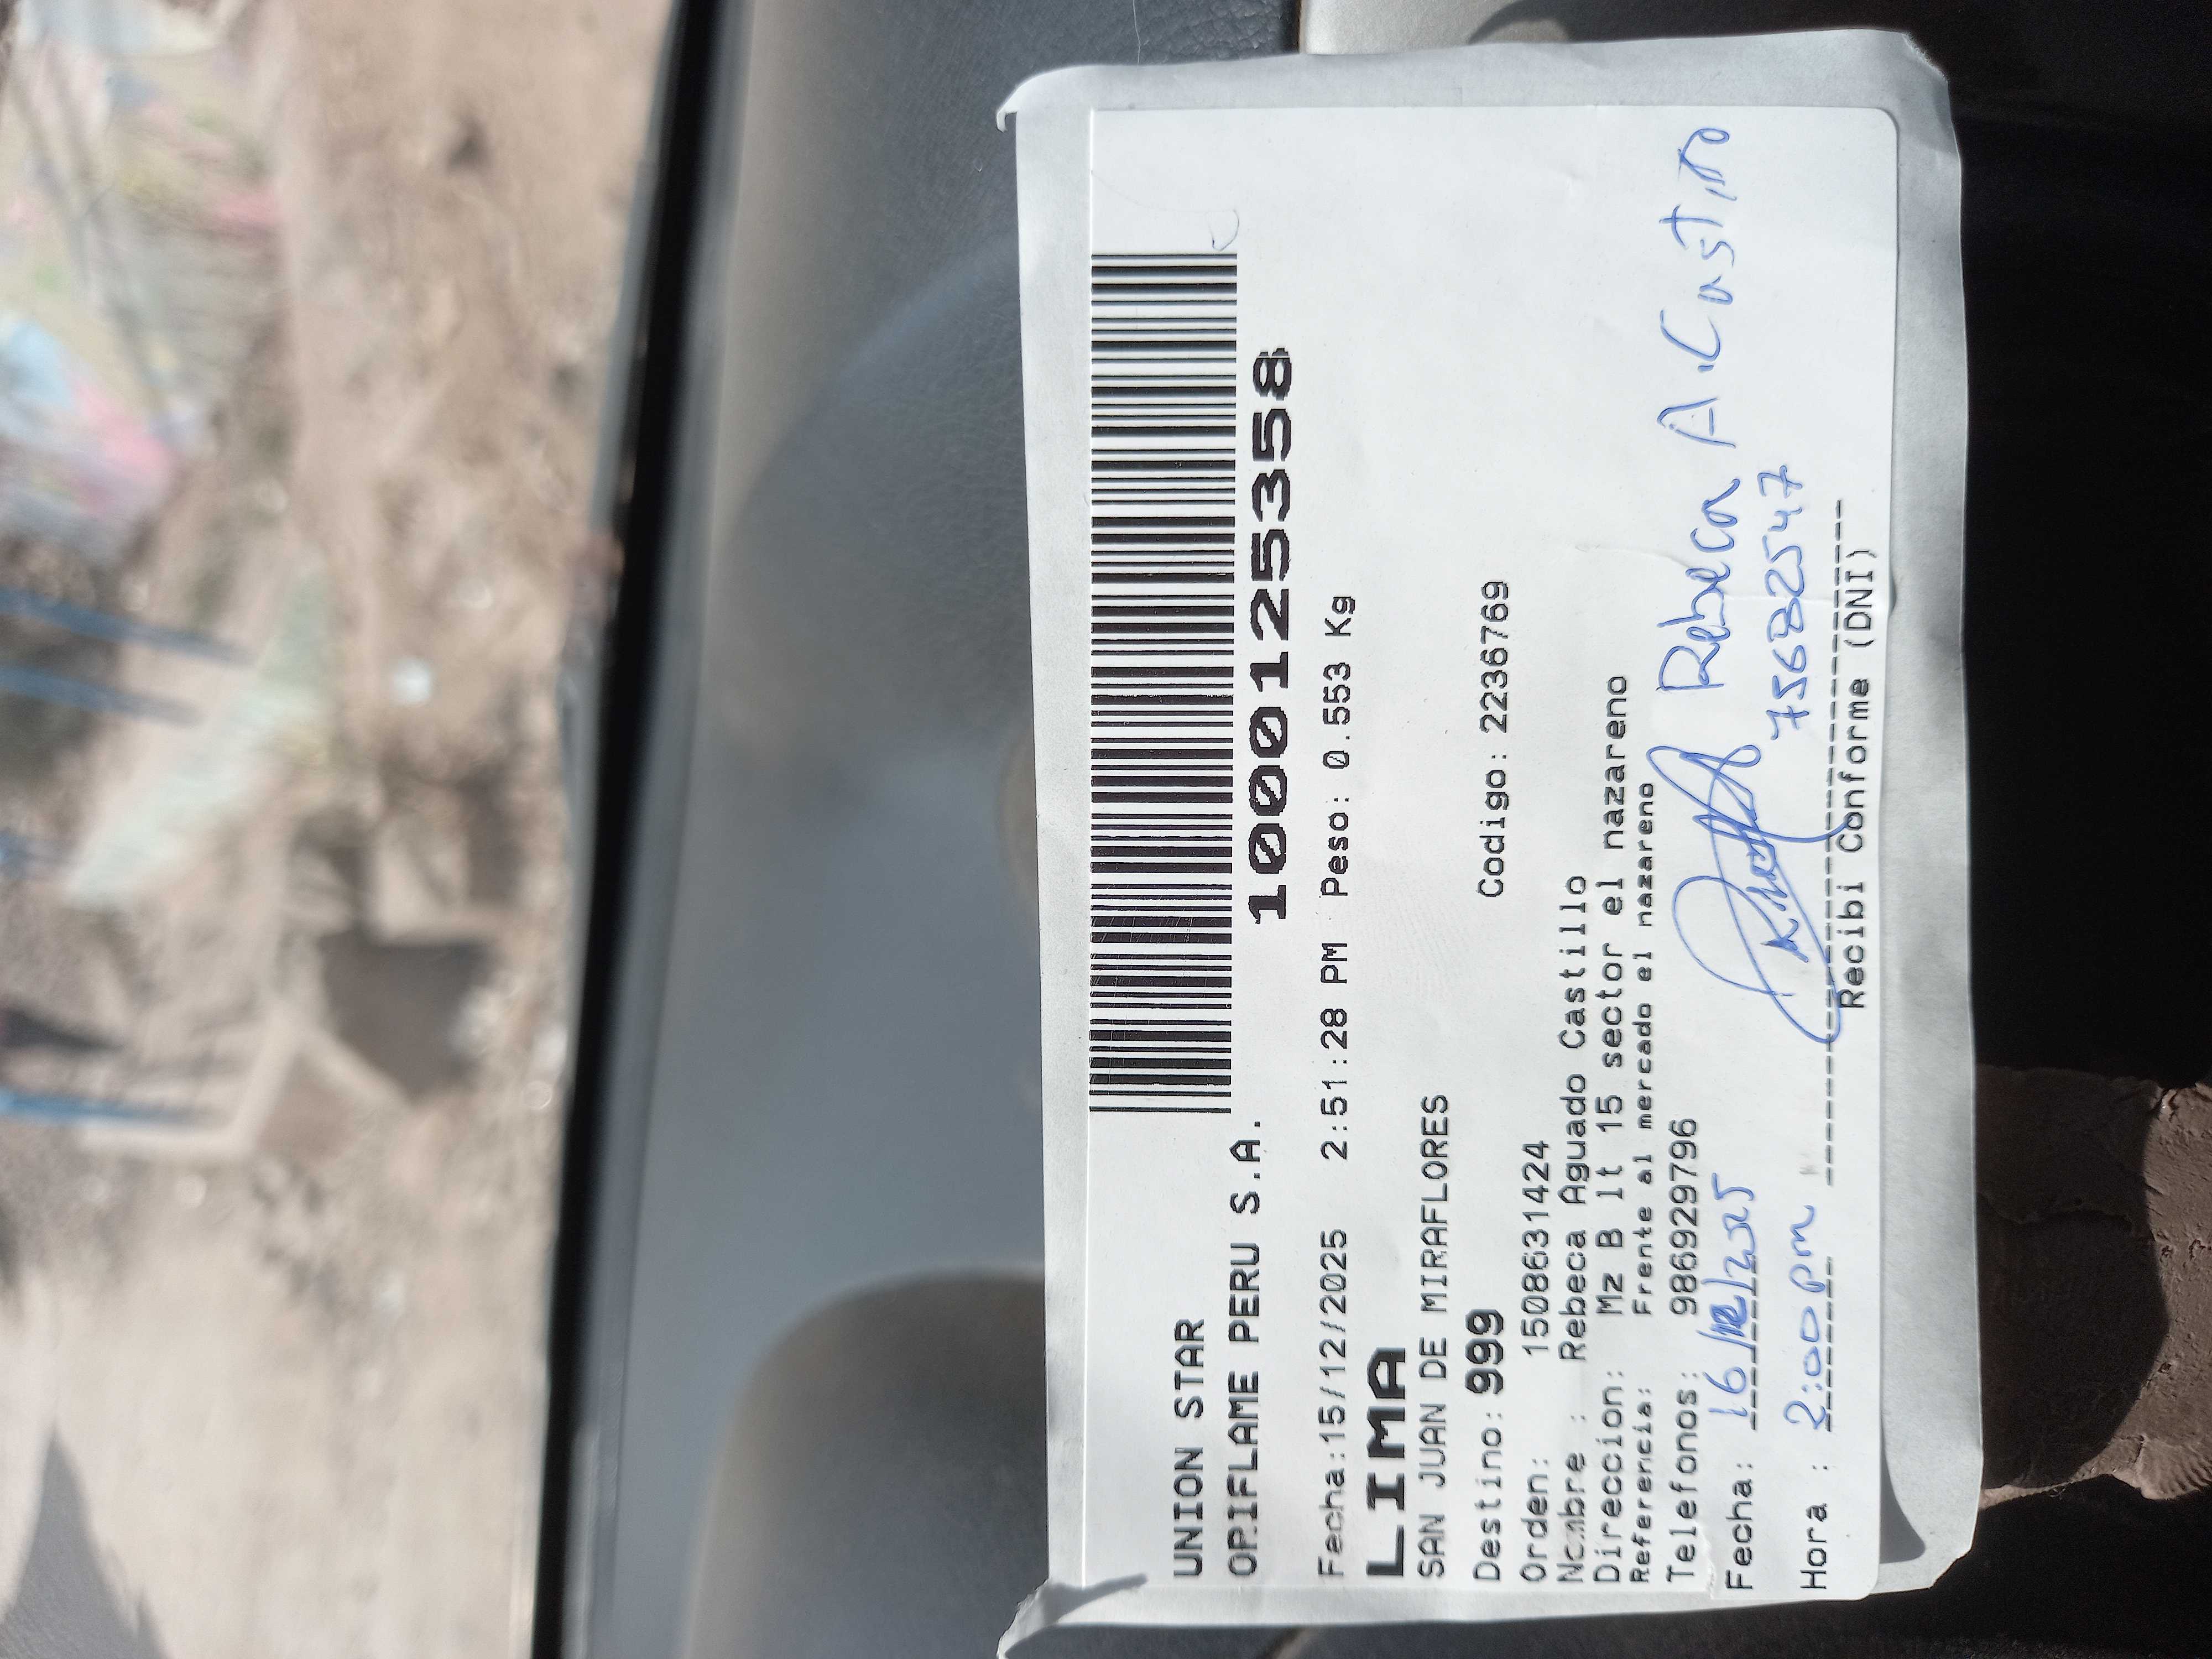 UNION STAR
ORIFLAME PERU S.A.
1000125358
Fecha:15/12/2025 2:51:28 PM Peso: 0.553 Kg
LIMA
SAN JUAN DE MIRAFLORES
Destino: 999 Codigo: 2236769
Orden: 1508631424
Nombre : Rebeca Aguado Castillo
Direccion: Mz B lt 15 sector el nazareno
Referencia: Frente al mercado el nazareno
Telefonos: 986929796
Rebeca A. Castillo
Fecha: 16/12/2025
75682547
Hora : 2:00 pm
Recibi Conforme (DNI)